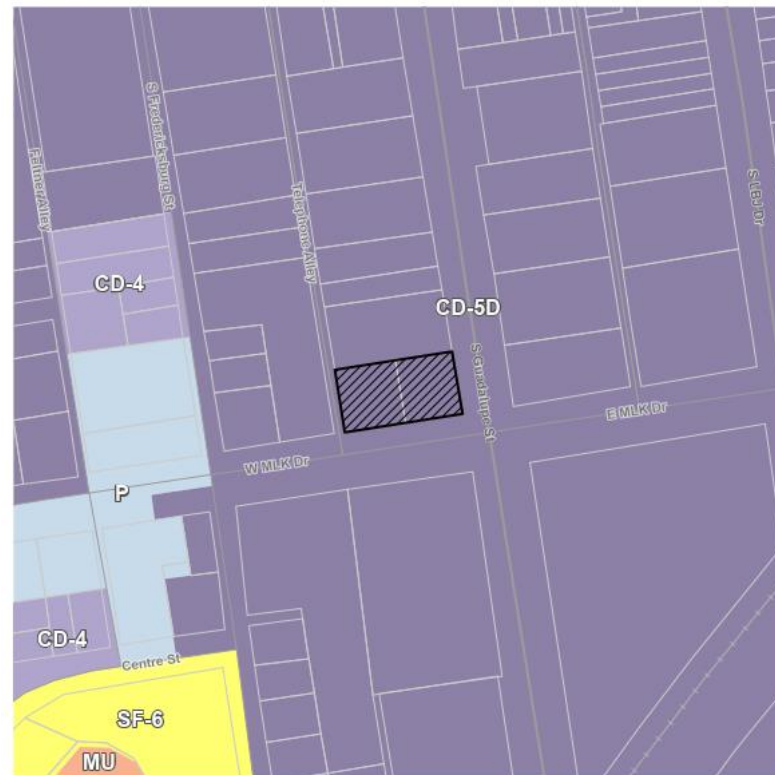 S Fredericksburg St
Feltner Alley
Telephone Alley
S LBJ Dr
CD-4
CD-5D
S Guadalupe St
E MLK Dr
W MLK Dr
P
CD-4
Centre St
SF-6
MU